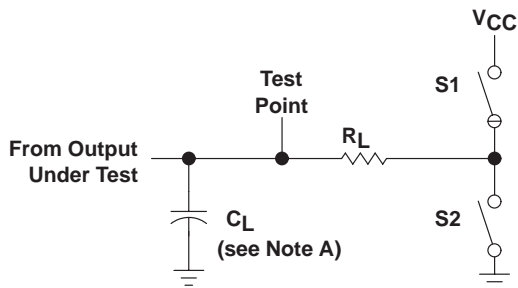 VCC
S1
Test
Point
RL
From Output
Under Test
S2
CL
(see Note A)